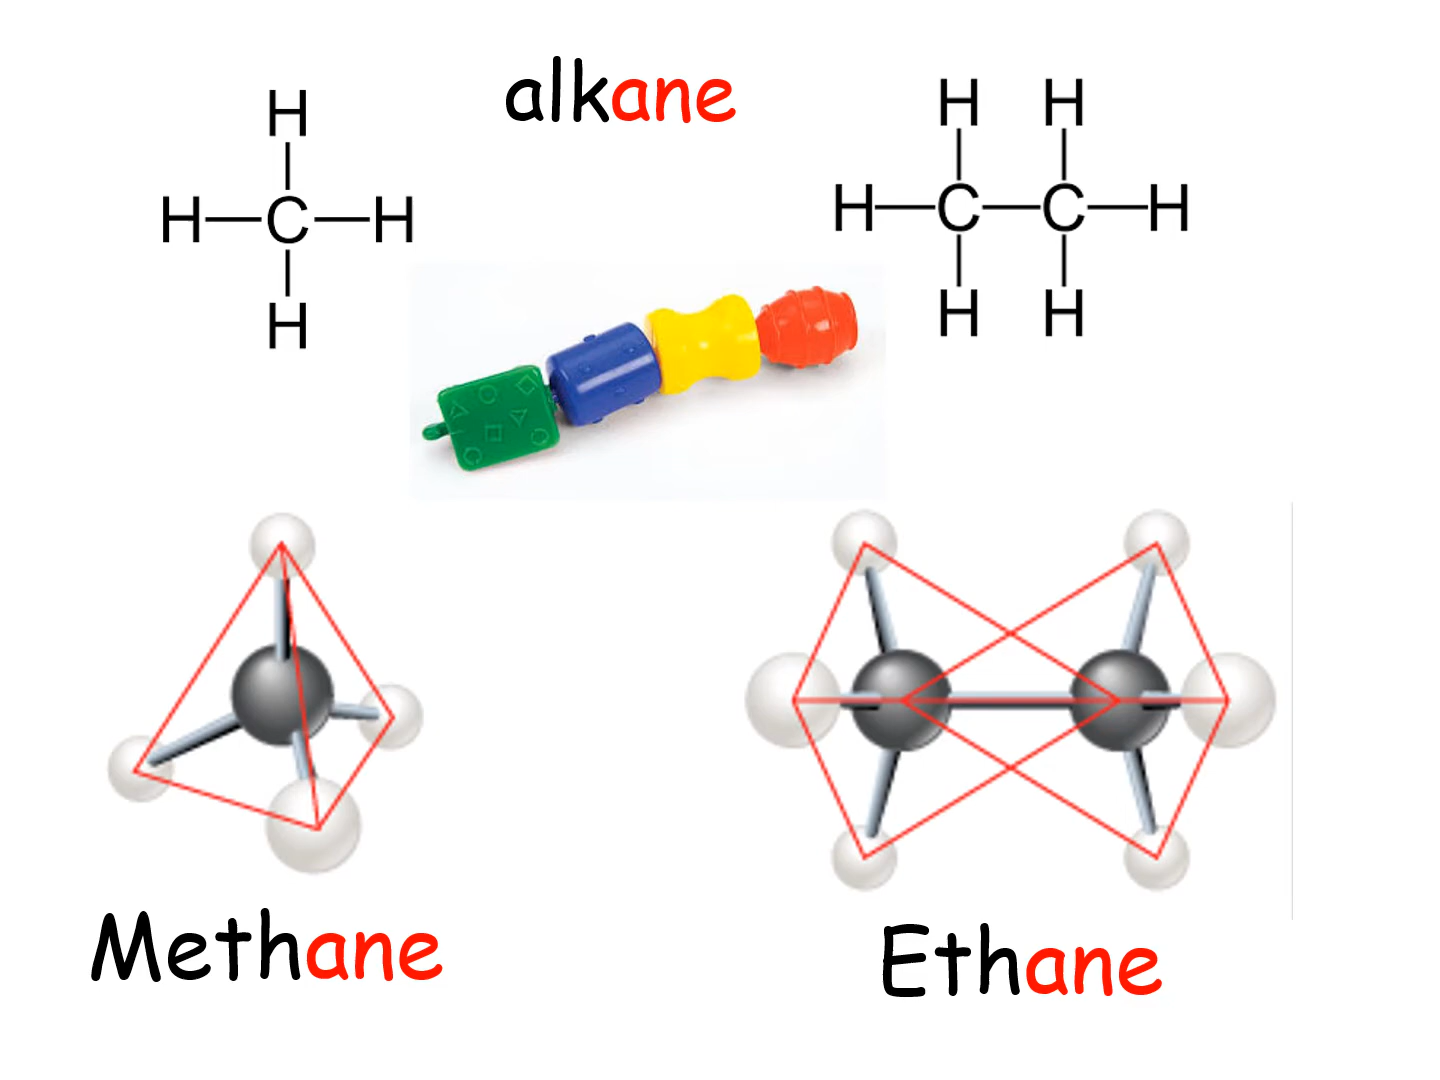 alkane
H
H—C—H
H
H H
H—C—C—H
H H
Methane
Ethane